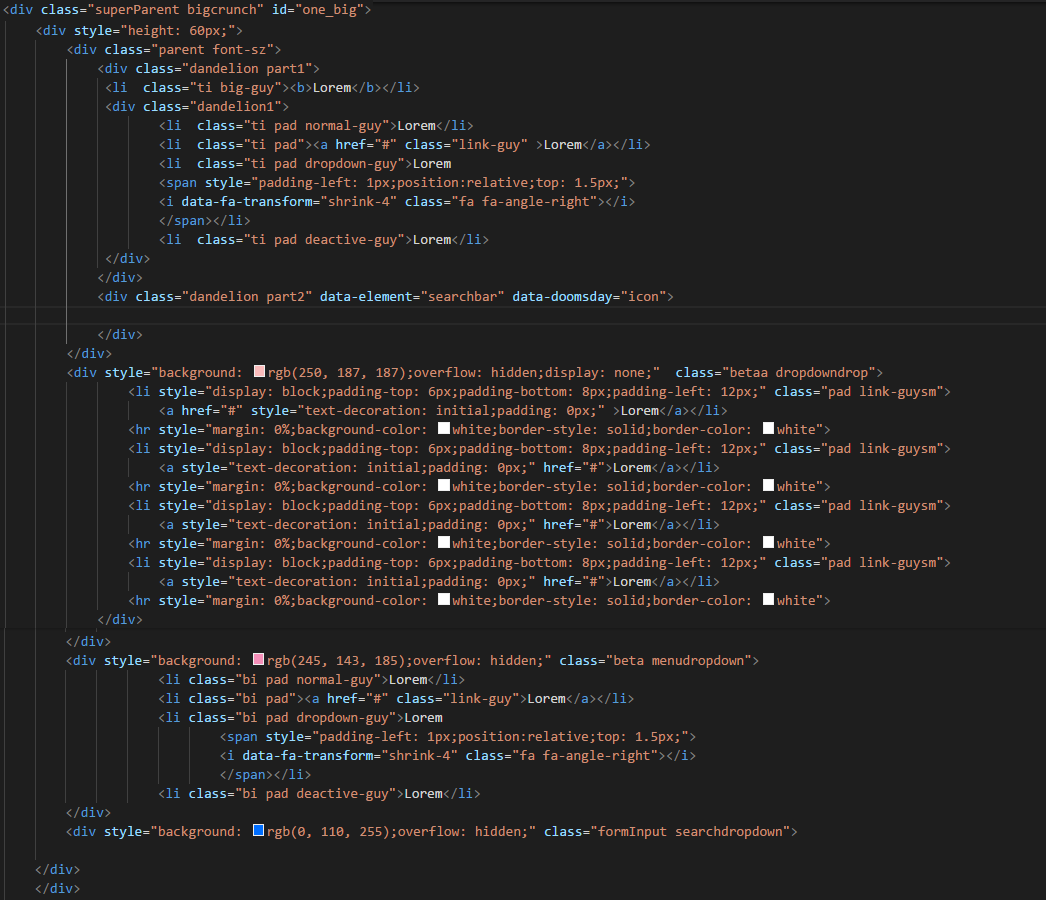 <div class="superParent bigcrunch" id="one_big">
<div style="height: 60px;">
<div class="parent font-sz">
<div class="dandelion part1">
<li  class="ti big-guy"><b>Lorem</b></li>
<div class="dandelion1">
<li  class="ti pad normal-guy">Lorem</li>
<li  class="ti pad"><a href="#" class="link-guy" >Lorem</a></li>
<li  class="ti pad dropdown-guy">Lorem
<span style="padding-left: 1px;position:relative;top: 1.5px;">
<i data-fa-transform="shrink-4" class="fa fa-angle-right"></i>
</span></li>
<li  class="ti pad deactive-guy">Lorem</li>
</div>
</div>
<div class="dandelion part2" data-element="searchbar" data-doomsday="icon">
</div>
</div>
<div style="background: rgb(250, 187, 187);overflow: hidden;display: none;"  class="betaa dropdowndrop">
<li style="display: block;padding-top: 6px;padding-bottom: 8px;padding-left: 12px;" class="pad link-guysm">
<a href="#" style="text-decoration: initial;padding: 0px;" >Lorem</a></li>
<hr style="margin: 0%;background-color: white;border-style: solid;border-color: white">
<li style="display: block;padding-top: 6px;padding-bottom: 8px;padding-left: 12px;" class="pad link-guysm">
<a style="text-decoration: initial;padding: 0px;" href="#">Lorem</a></li>
<hr style="margin: 0%;background-color: white;border-style: solid;border-color: white">
<li style="display: block;padding-top: 6px;padding-bottom: 8px;padding-left: 12px;" class="pad link-guysm">
<a style="text-decoration: initial;padding: 0px;" href="#">Lorem</a></li>
<hr style="margin: 0%;background-color: white;border-style: solid;border-color: white">
<li style="display: block;padding-top: 6px;padding-bottom: 8px;padding-left: 12px;" class="pad link-guysm">
<a style="text-decoration: initial;padding: 0px;" href="#">Lorem</a></li>
<hr style="margin: 0%;background-color: white;border-style: solid;border-color: white">
</div>
</div>
<div style="background: rgb(245, 143, 185);overflow: hidden;" class="beta menudropdown">
<li class="bi pad normal-guy">Lorem</li>
<li class="bi pad"><a href="#" class="link-guy">Lorem</a></li>
<li class="bi pad dropdown-guy">Lorem
<span style="padding-left: 1px;position:relative;top: 1.5px;">
<i data-fa-transform="shrink-4" class="fa fa-angle-right"></i>
</span></li>
<li class="bi pad deactive-guy">Lorem</li>
</div>
<div style="background: rgb(0, 110, 255);overflow: hidden;" class="formInput searchdropdown">
</div>
</div>